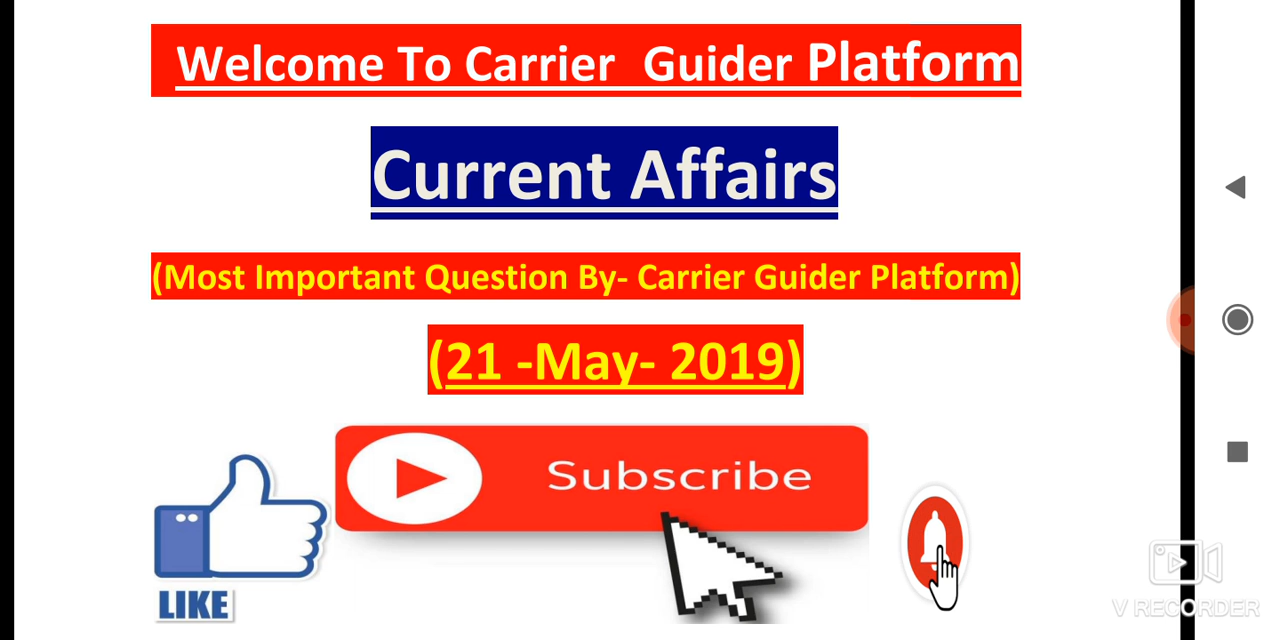 Welcome To Carrier Guider Platform
Current Affairs
(Most Important Question By- Carrier Guider Platform)
(21 -May- 2019)
Subscribe
LIKE
V RECORDER